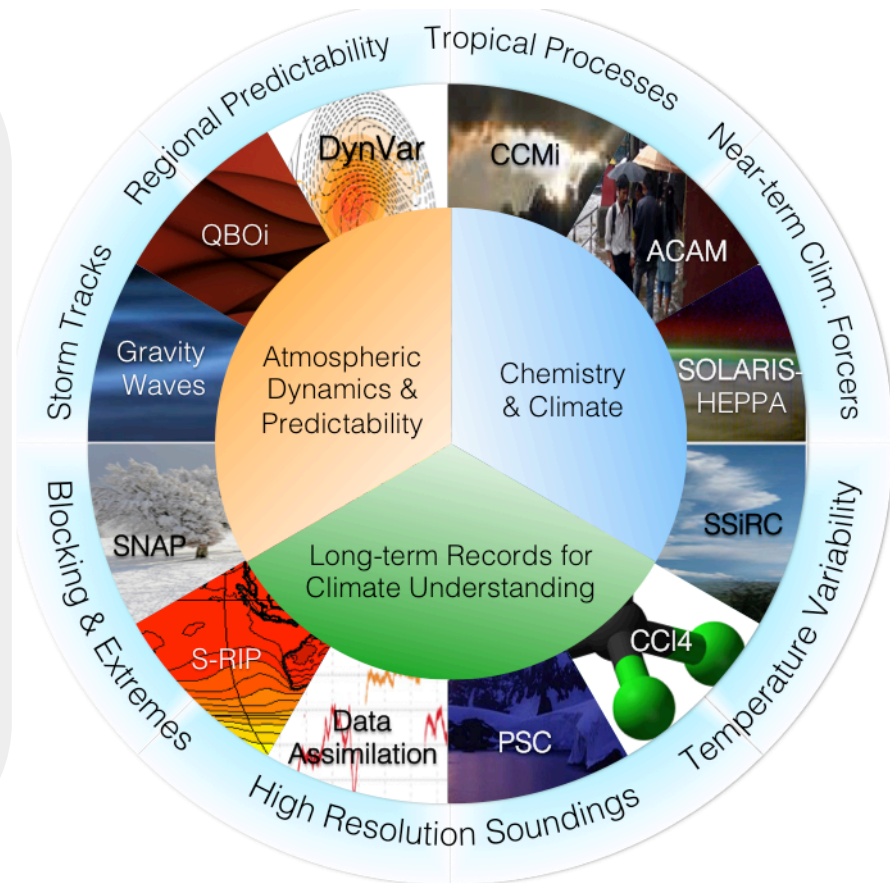 Tropical Processes
Near-term Clim. Forcers
Temperature Variability
High Resolution Soundings
Blocking & Extremes
Storm Tracks
Regional Predictability
DynVar
CCMi
ACAM
SOLARIS-
HEPPA
SSiRC
CCl4
PSC
Data
Assimilation
S-RIP
SNAP
Gravity
Waves
QBOi
Atmospheric
Dynamics &
Predictability
Chemistry
& Climate
Long-term Records for
Climate Understanding